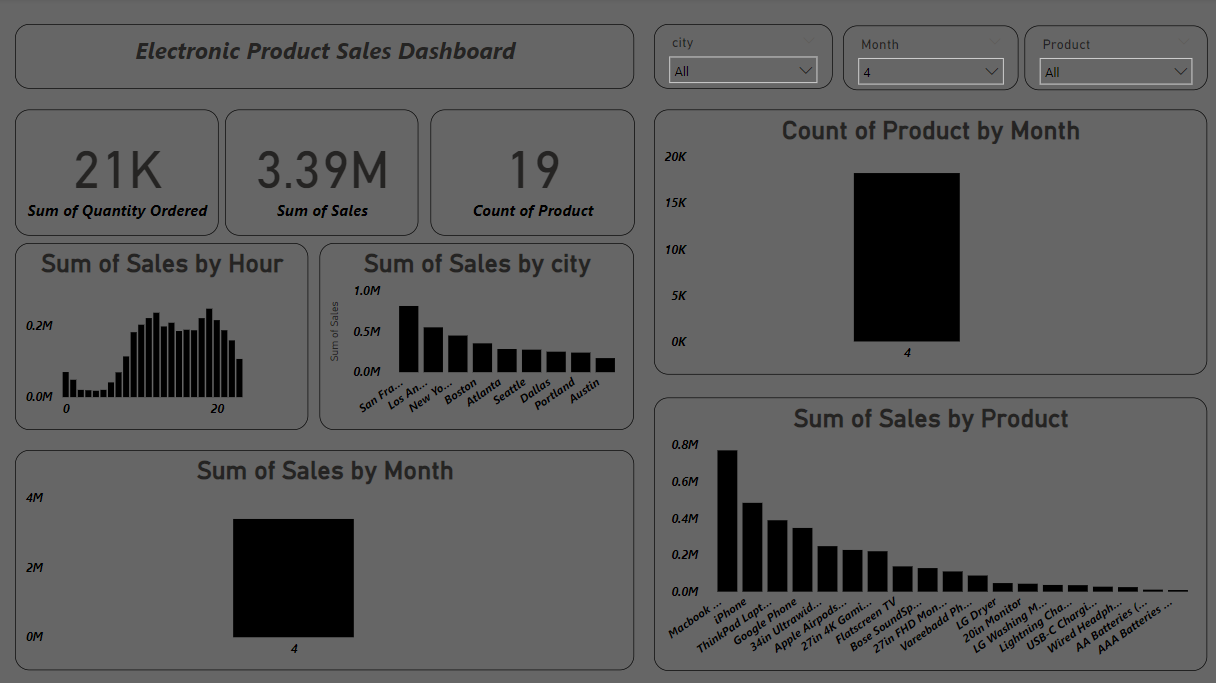 Electronic Product Sales Dashboard
city
All
Month
4
Product
All
21K
Sum of Quantity Ordered
3.39M
Sum of Sales
19
Count of Product
Count of Product by Month
20K
15K
10K
5K
0K
4
Sum of Sales by Hour
0.2M
0.0M
0
20
Sum of Sales by city
Sum of Sales
1.0M
0.5M
0.0M
San Fra...
Los An...
New Yo...
Boston
Atlanta
Seattle
Dallas
Portland
Austin
Sum of Sales by Month
4M
2M
0M
4
Sum of Sales by Product
0.8M
0.6M
0.4M
0.2M
0.0M
Macbook ...
iPhone
ThinkPad Lapt...
Google Phone
34in Ultrawid...
Apple Airpods...
27in 4K Gami...
Flatscreen TV
Bose SoundSp...
27in FHD Mon...
Vareebadd Ph...
LG Dryer
20in Monitor
LG Washing M...
Lightning Cha...
USB-C Chargi...
Wired Headph...
AA Batteries (...
AAA Batteries ...